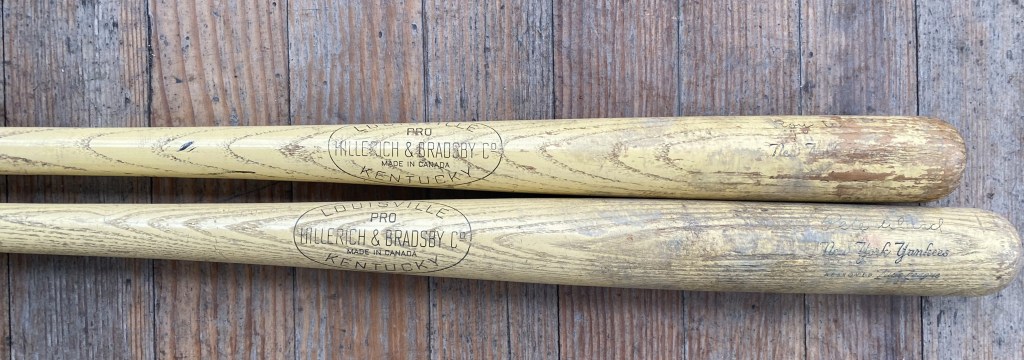 LOUISVILLE
PRO
HILLERICH & BRADSBY Co
MADE IN CANADA
KENTUCKY
New
LOUISVILLE
PRO
HILLERICH & BRADSBY Co
MADE IN CANADA
KENTUCKY
New York Yankees